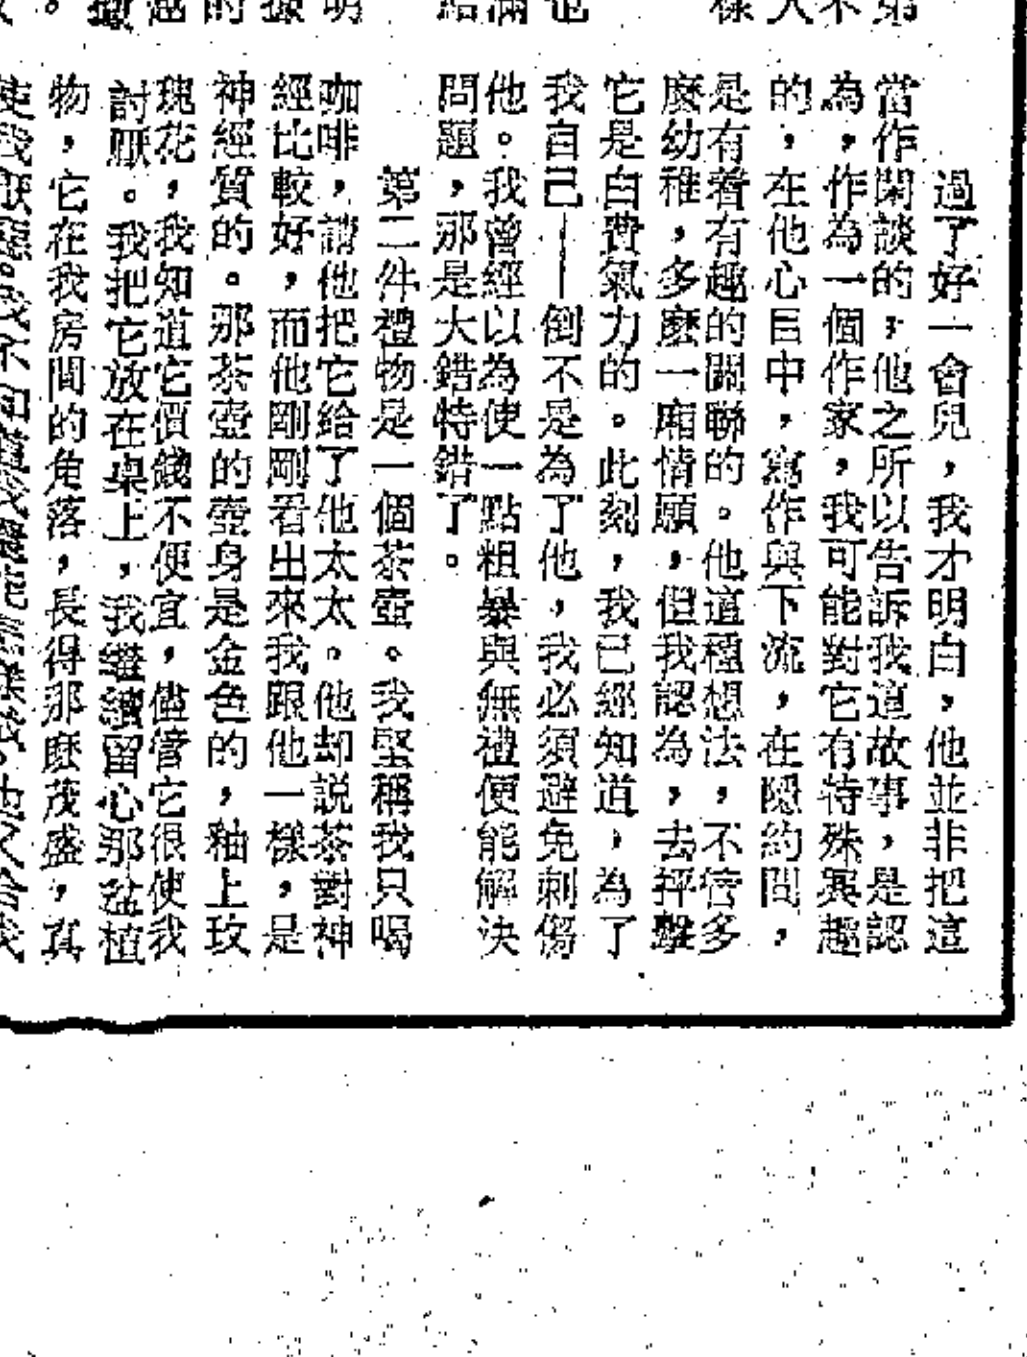 第
不
人
樣
也
滿
給
明
撳
的
過了好一會兒，我才明白，他並非把這
當作閑談的，他之所以告訴我這故事，是認
為，作為一個作家，我可能對它有特殊興趣
的，在他心目中，寫作與下流，在隱約間，
是有着有趣的關聯的。他這種想法，不管多
麼幼稚，多麼一廂情願，但我認為，去抨擊
它是白費氣力的。此刻，我已經知道，為了
我自己——倒不是為了他，我必須避免刺傷
他。我曾經以為使一點粗暴與無禮便能解決
問題，那是大錯特錯了。
第二件禮物是一個茶壺。我堅稱我只喝
咖啡，請他把它給了他太太。他却説茶對神
經比較好，而他剛剛看出來我跟他一樣，是
神經質的。那茶壺的壺身是金色的，釉上玫
瑰花，我知道它價錢不便宜，儘管它很使我
討厭。我把它放在桌上，我繼續留心那盆植
物，它在我房間的角落，長得那麼茂盛，真